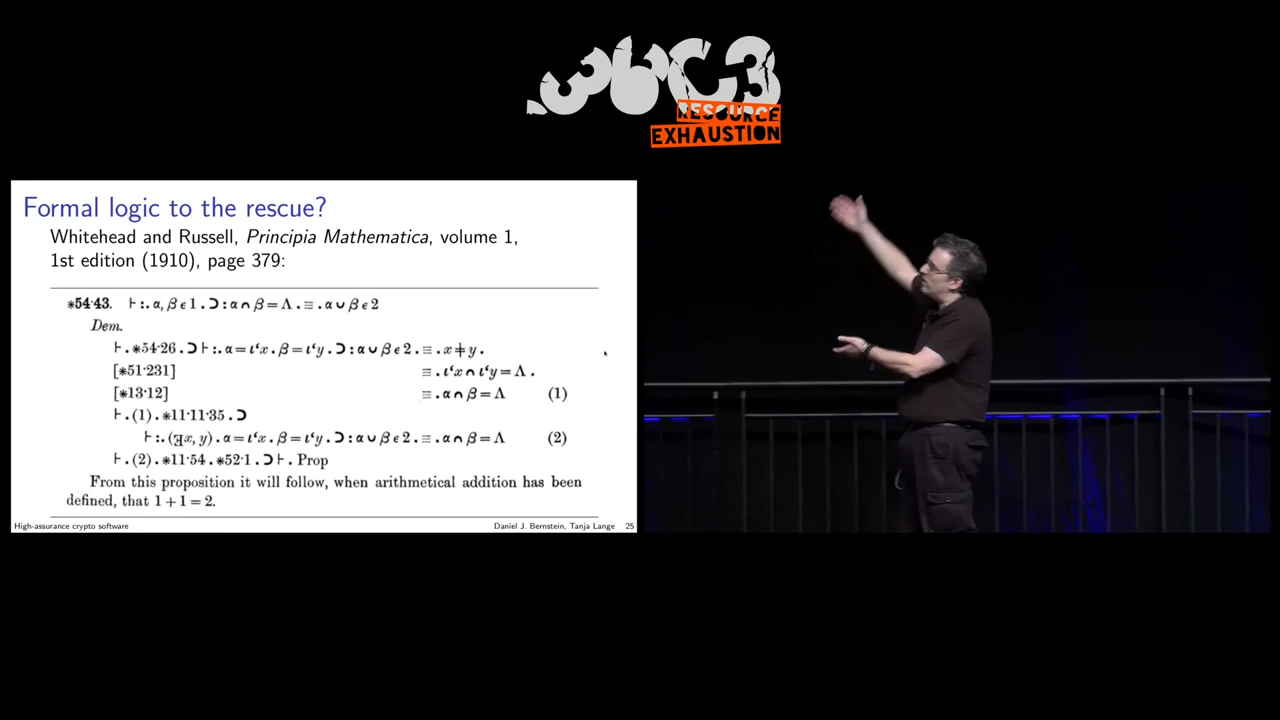 36C3
RESOURCE
EXHAUSTION
Formal logic to the rescue?
Whitehead and Russell, Principia Mathematica, volume 1,
1st edition (1910), page 379:
∗54·43. ⊢ :. α, β ϵ 1 . ⊃ : α ∩ β = Λ . ≡ . α ∪ β ϵ 2
Dem.
⊢ . ∗54·26 . ⊃ ⊢ :. α = ι‘x . β = ι‘y . ⊃ : α ∪ β ϵ 2 . ≡ . x ≠ y .
[∗51·231] ≡ . ι‘x ∩ ι‘y = Λ .
[∗13·12] ≡ . α ∩ β = Λ (1)
⊢ . (1) . ∗11·11·35 . ⊃
⊢ :. (∃x, y) . α = ι‘x . β = ι‘y . ⊃ : α ∪ β ϵ 2 . ≡ . α ∩ β = Λ (2)
⊢ . (2) . ∗11·54 . ∗52·1 . ⊃ ⊢ . Prop
From this proposition it will follow, when arithmetical addition has been
defined, that 1 + 1 = 2.
High-assurance crypto software Daniel J. Bernstein, Tanja Lange 25